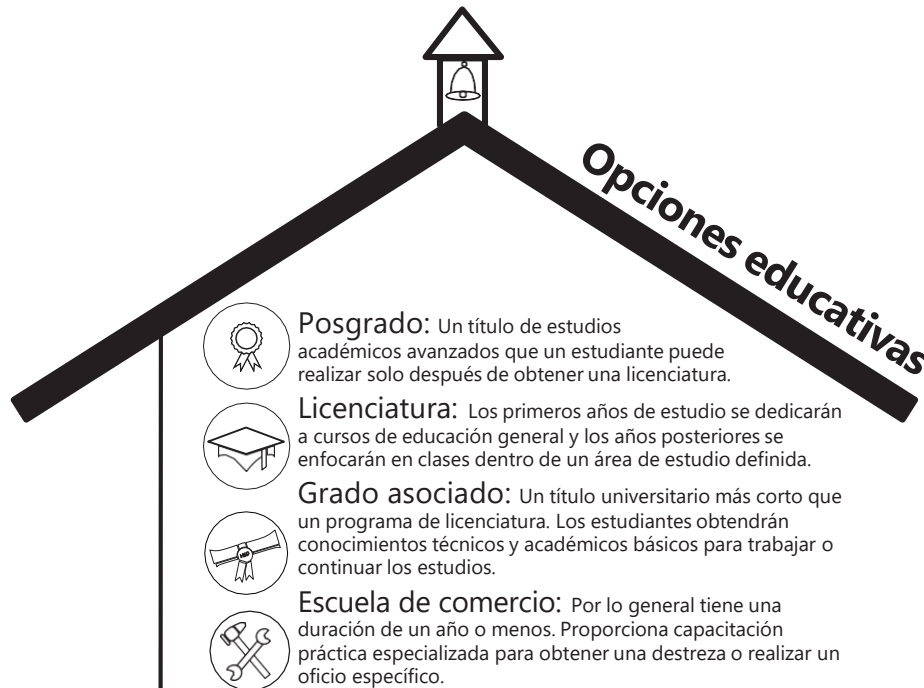 Opciones educativas
Posgrado: Un título de estudios
académicos avanzados que un estudiante puede
realizar solo después de obtener una licenciatura.
Licenciatura: Los primeros años de estudio se dedicarán
a cursos de educación general y los años posteriores se
enfocarán en clases dentro de un área de estudio definida.
Grado asociado: Un título universitario más corto que
un programa de licenciatura. Los estudiantes obtendrán
conocimientos técnicos y académicos básicos para trabajar o
continuar los estudios.
Escuela de comercio: Por lo general tiene una
duración de un año o menos. Proporciona capacitación
práctica especializada para obtener una destreza o realizar un
oficio específico.